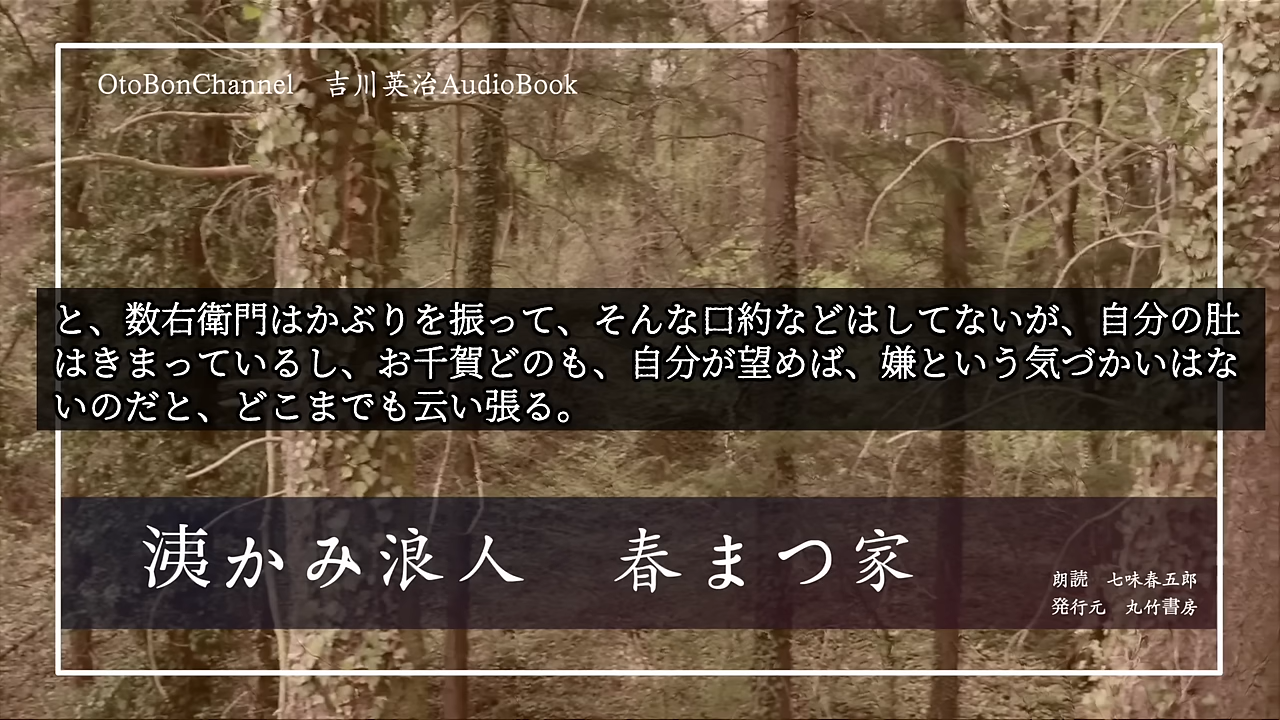 OtoBonChannel　吉川英治AudioBook
と、数右衛門はかぶりを振って、そんな口約などはしてないが、自分の肚
はきまっているし、お千賀どのも、自分が望めば、嫌という気づかいはな
いのだと、どこまでも云い張る。
洟かみ浪人　春まつ家
朗読　七味春五郎
発行元　丸竹書房